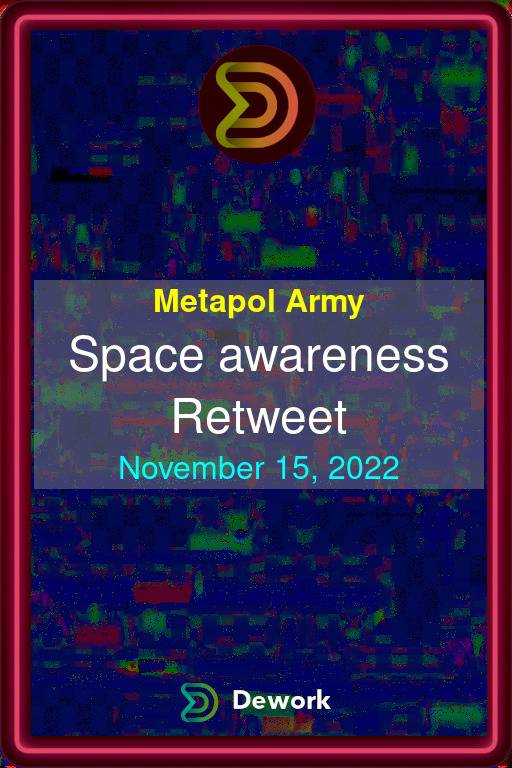 Metapol Army
Space awareness
Retweet
November 15, 2022
Dework